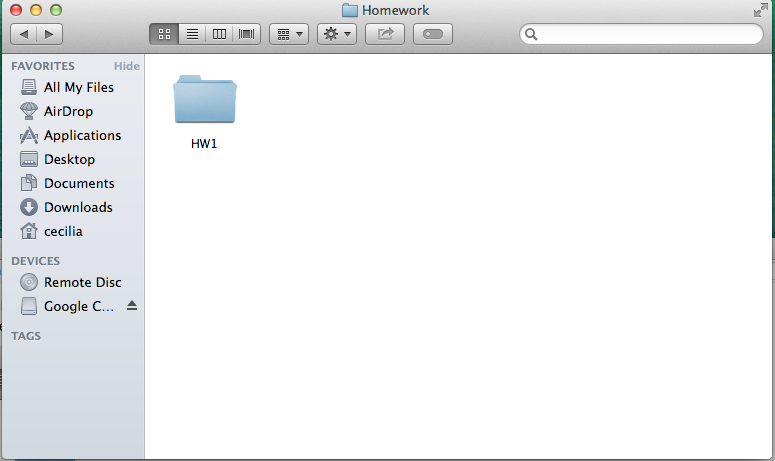 Homework
FAVORITES Hide
All My Files
AirDrop
Applications
Desktop
Documents
Downloads
cecilia
DEVICES
Remote Disc
Google C...
TAGS
HW1